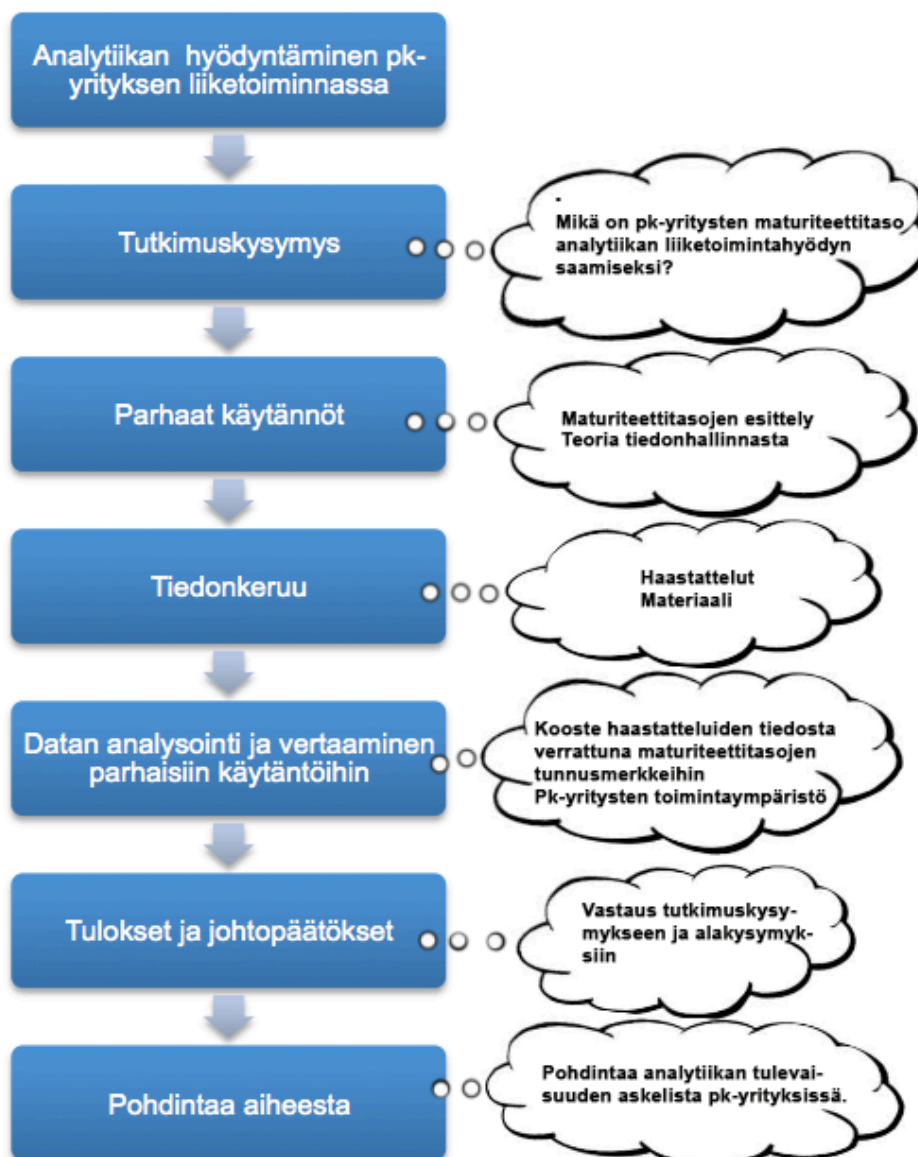 Analytiikan hyödyntäminen pk-
yrityksen liiketoiminnassa
Tutkimuskysymys
.
Mikä on pk-yritysten maturiteettitaso
analytiikan liiketoimintahyödyn
saamiseksi?
Parhaat käytännöt
Maturiteettitasojen esittely
Teoria tiedonhallinnasta
Tiedonkeruu
Haastattelut
Materiaali
Datan analysointi ja vertaaminen
parhaisiin käytäntöihin
Kooste haastatteluiden tiedosta
verrattuna maturiteettitasojen
tunnusmerkkeihin
Pk-yritysten toimintaympäristö
Tulokset ja johtopäätökset
Vastaus tutkimuskysy-
mykseen ja alakysymyk-
siin
Pohdintaa aiheesta
Pohdintaa analytiikan tulevai-
suuden askelista pk-yrityksissä.